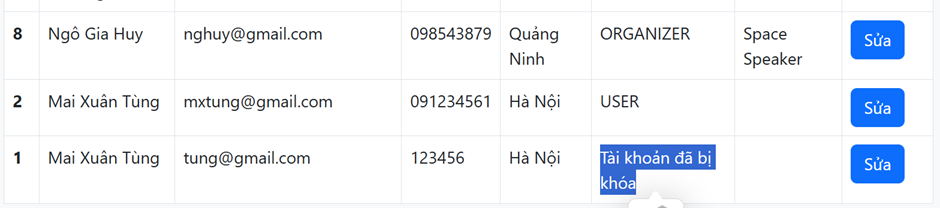 8 Ngô Gia Huy nghuy@gmail.com 098543879 Quảng Ninh ORGANIZER Space Speaker Sửa
2 Mai Xuân Tùng mxtung@gmail.com 091234561 Hà Nội USER Sửa
1 Mai Xuân Tùng tung@gmail.com 123456 Hà Nội Tài khoản đã bị khóa Sửa